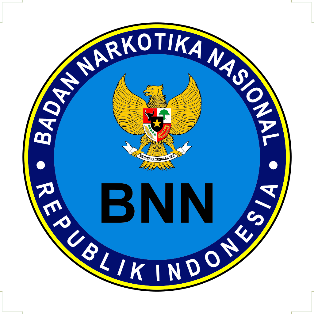 BADAN NARKOTIKA NASIONAL
BNN
REPUBLIK INDONESIA